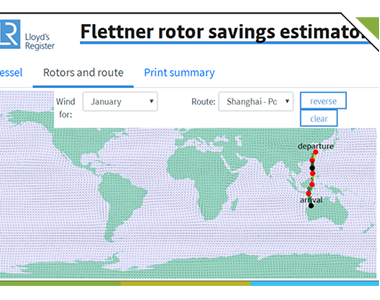 LR
Lloyd's
Register
Flettner rotor savings estimato
essel
Rotors and route
Print summary
Wind for:
January
Route:
Shanghai - Pc
reverse
clear
departure
arrival